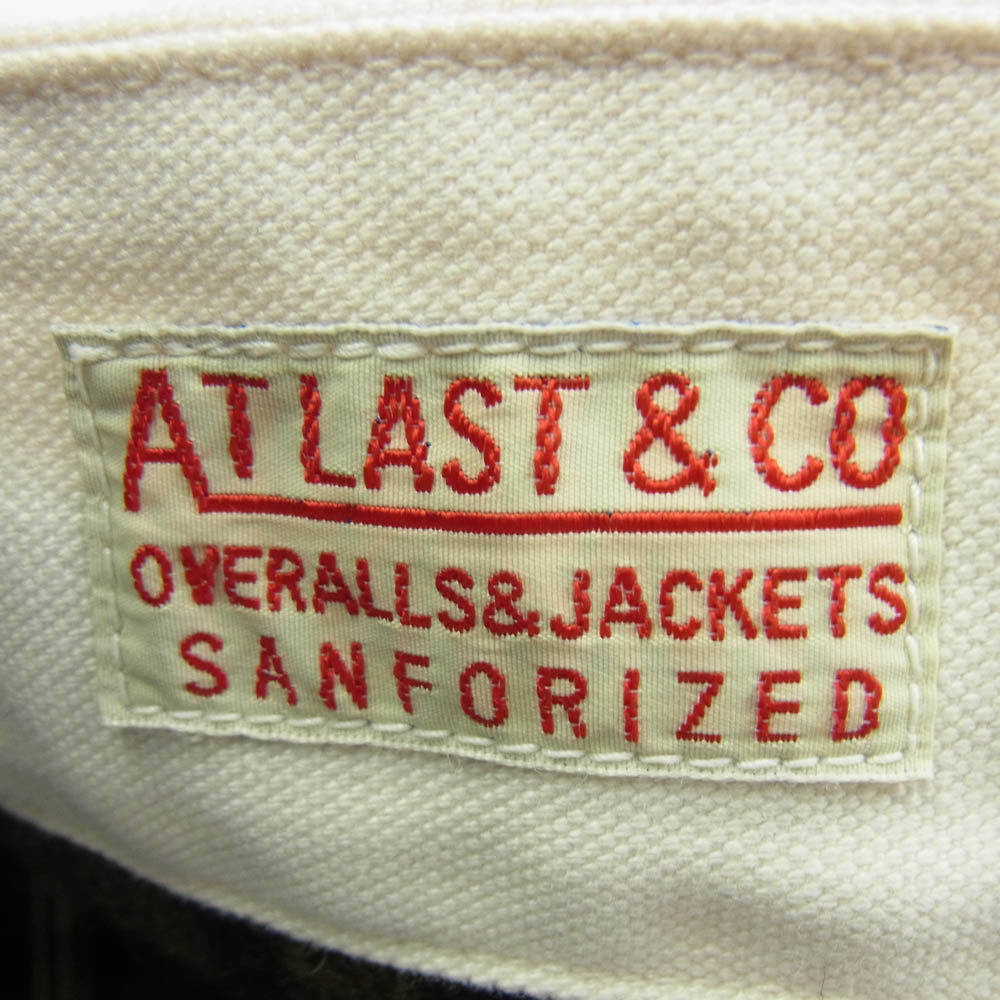 ATLAST & CO
OVERALLS & JACKETS
SANFORIZED